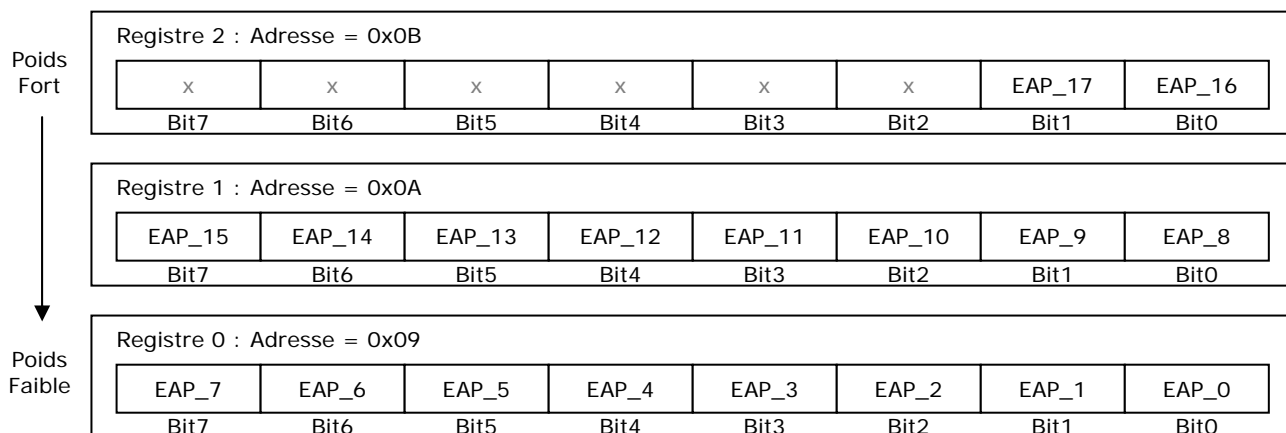 Registre 2 : Adresse = 0x0B
Poids
Fort
x x x x x x EAP_17 EAP_16
Bit7 Bit6 Bit5 Bit4 Bit3 Bit2 Bit1 Bit0
Registre 1 : Adresse = 0x0A
EAP_15 EAP_14 EAP_13 EAP_12 EAP_11 EAP_10 EAP_9 EAP_8
Bit7 Bit6 Bit5 Bit4 Bit3 Bit2 Bit1 Bit0
Registre 0 : Adresse = 0x09
Poids
Faible
EAP_7 EAP_6 EAP_5 EAP_4 EAP_3 EAP_2 EAP_1 EAP_0
Bit7 Bit6 Bit5 Bit4 Bit3 Bit2 Bit1 Bit0